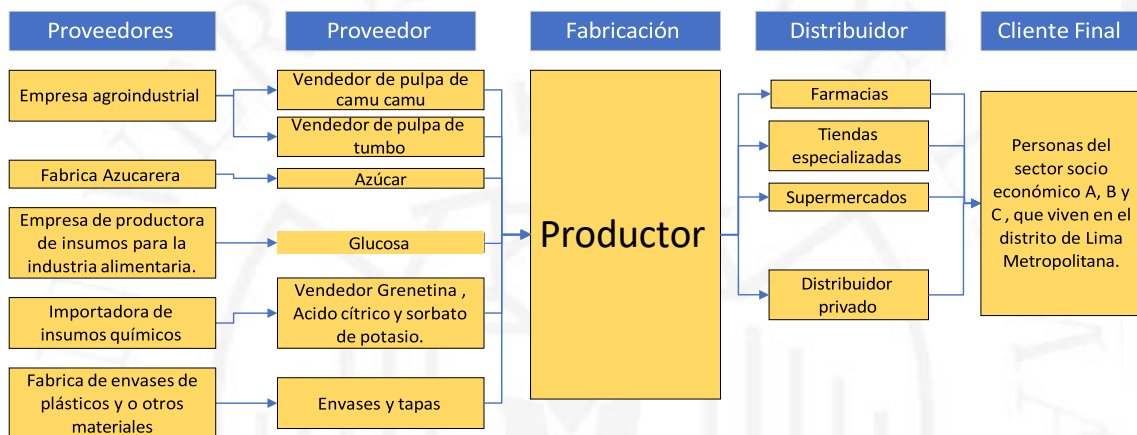 Proveedores
Proveedor
Fabricación
Distribuidor
Cliente Final
Empresa agroindustrial
Fabrica Azucarera
Empresa de productora
de insumos para la
industria alimentaria.
Importadora de
insumos químicos
Fabrica de envases de
plásticos y o otros
materiales
Vendedor de pulpa de
camu camu
Vendedor de pulpa de
tumbo
Azúcar
Glucosa
Vendedor Grenetina ,
Acido cítrico y sorbato
de potasio.
Envases y tapas
Productor
Farmacias
Tiendas
especializadas
Supermercados
Distribuidor
privado
Personas del
sector socio
económico A, B y
C , que viven en el
distrito de Lima
Metropolitana.